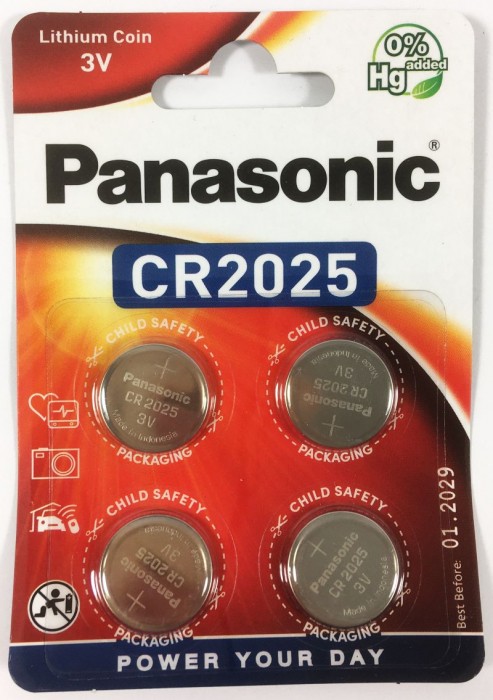 Lithium Coin
3V
0%
Hg added
Panasonic®
CR2025
CHILD SAFETY
Panasonic
CR 2025
3V
Made in Indonesia
PACKAGING
CHILD SAFETY
Panasonic
CR 2025
3V
Made in Indonesia
PACKAGING
CHILD SAFETY
Panasonic
CR 2025
3V
PACKAGING
CHILD SAFETY
Panasonic
CR 2025
3V
Made in Indonesia
PACKAGING
Best Before: 01.2029
POWER YOUR DAY